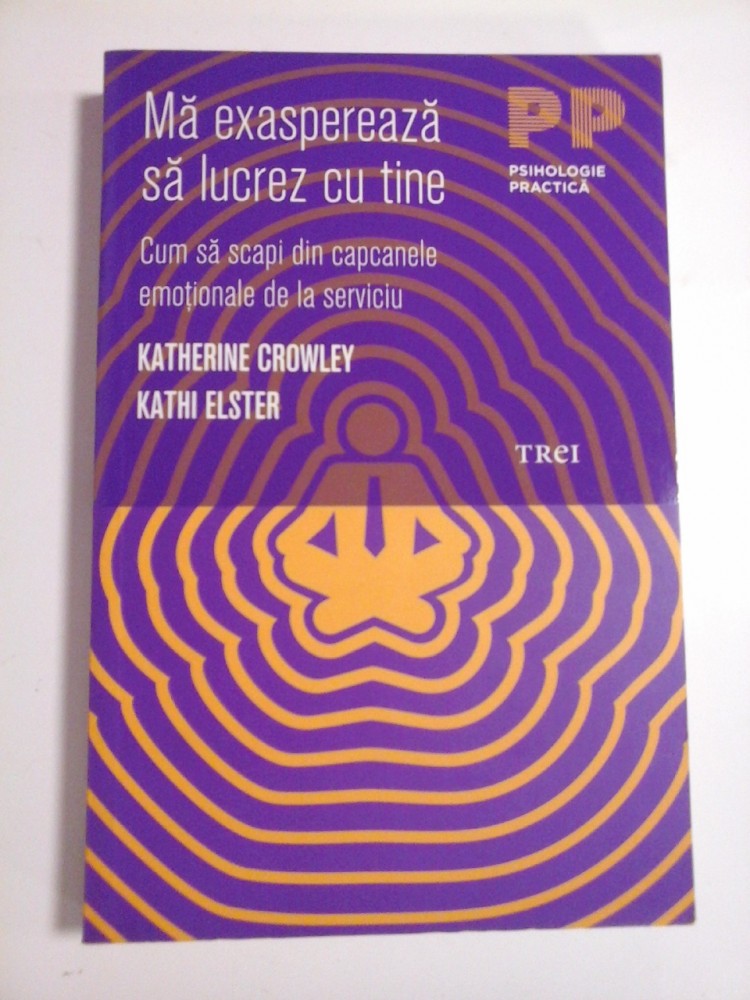 Mă exasperează
să lucrez cu tine
PP
PSIHOLOGIE
PRACTICĂ
Cum să scapi din capcanele
emoționale de la serviciu
KATHERINE CROWLEY
KATHI ELSTER
TReI